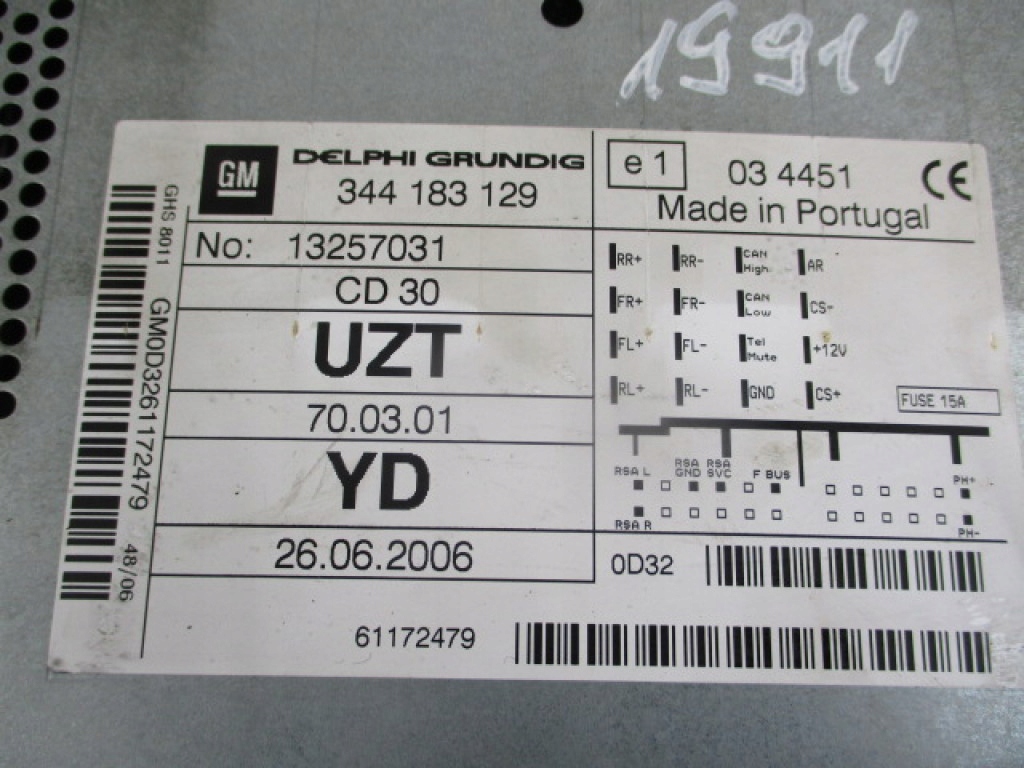 19911
GM DELPHI GRUNDIG
344 183 129
e 1 03 4451 CE
Made in Portugal
No: 13257031
CD 30
UZT
70.03.01
YD
26.06.2006
RR+ RR- CAN High AR
FR+ FR- CAN Low CS-
FL+ FL- Tel Mute +12V
RL+ RL- GND CS+
FUSE 15A
RSA L RSA GND RSA SVC F BUS PH+
RSA R PH-
0D32
61172479
GHS 8011 GM0D3261172479 48/06